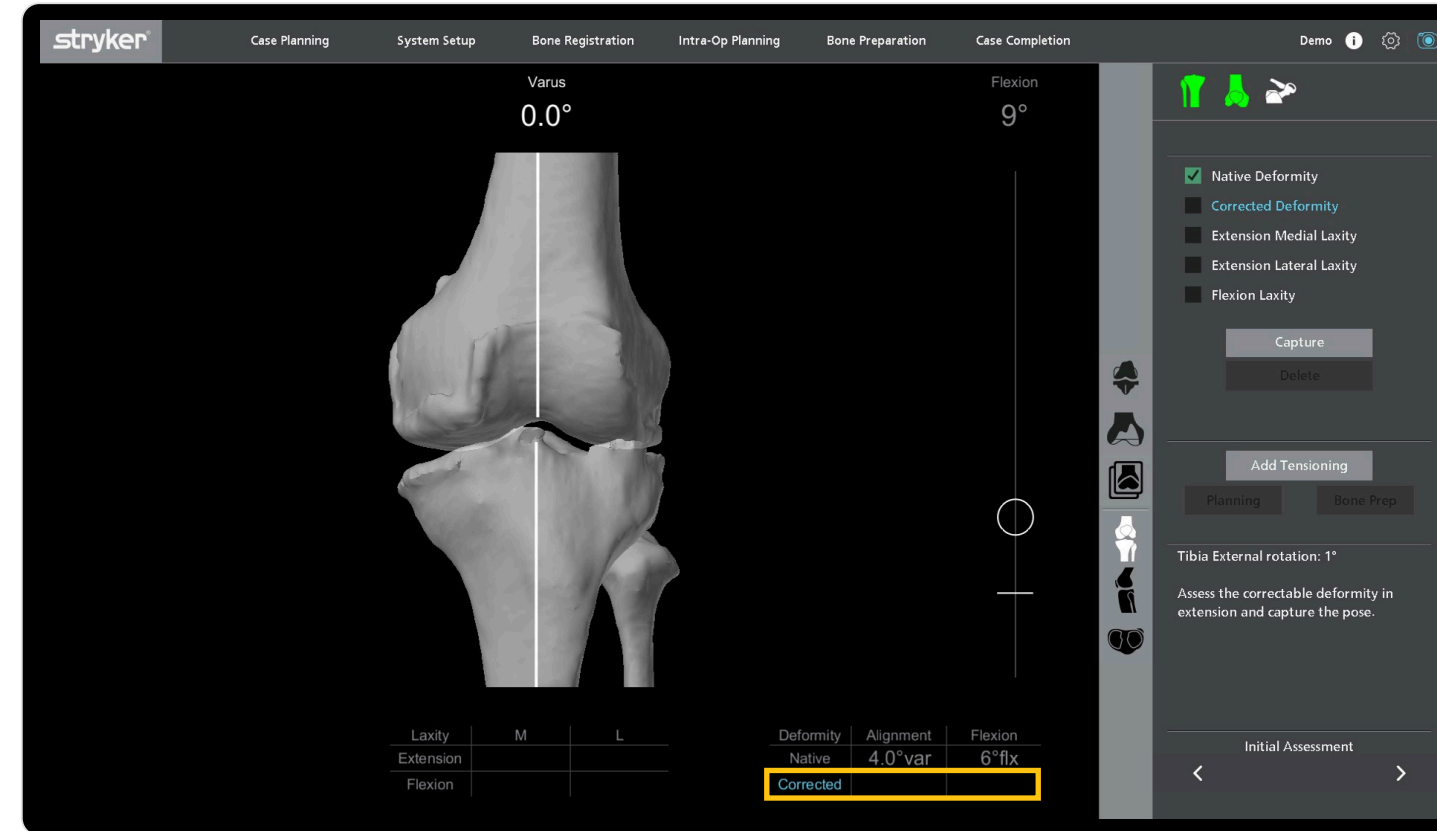 stryker
Case Planning System Setup Bone Registration Intra-Op Planning Bone Preparation Case Completion Demo
Varus
0.0°
Flexion
9°
Native Deformity
Corrected Deformity
Extension Medial Laxity
Extension Lateral Laxity
Flexion Laxity
Capture
Delete
Add Tensioning
Planning Bone Prep
Tibia External rotation: 1°
Assess the correctable deformity in
extension and capture the pose.
Laxity M L
Extension
Flexion
Deformity Alignment Flexion
Native 4.0°var 6°flx
Corrected
Initial Assessment